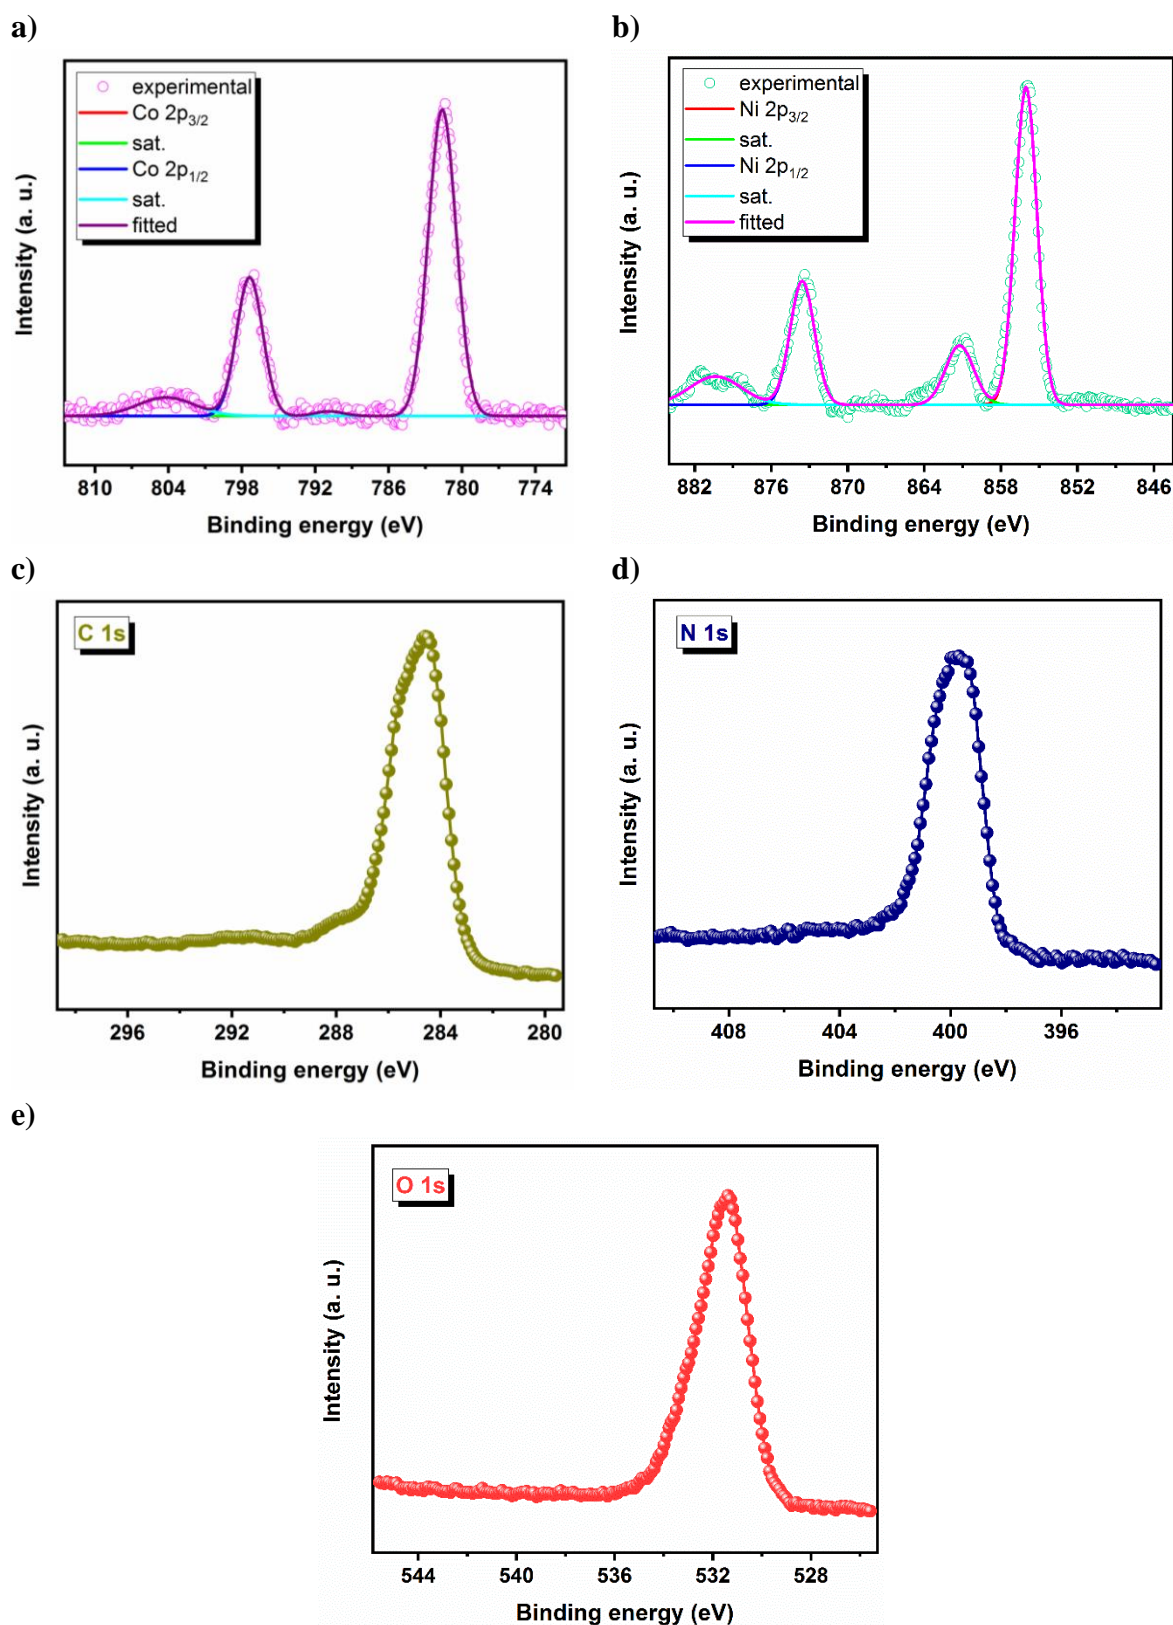 a)
experimental
Co 2p3/2
sat.
Co 2p1/2
sat.
fitted
Intensity (a. u.)
810 804 798 792 786 780 774
Binding energy (eV)
b)
experimental
Ni 2p3/2
sat.
Ni 2p1/2
sat.
fitted
Intensity (a. u.)
882 876 870 864 858 852 846
Binding energy (eV)
c)
C 1s
Intensity (a. u.)
296 292 288 284 280
Binding energy (eV)
d)
N 1s
Intensity (a. u.)
408 404 400 396
Binding energy (eV)
e)
O 1s
Intensity (a. u.)
544 540 536 532 528
Binding energy (eV)